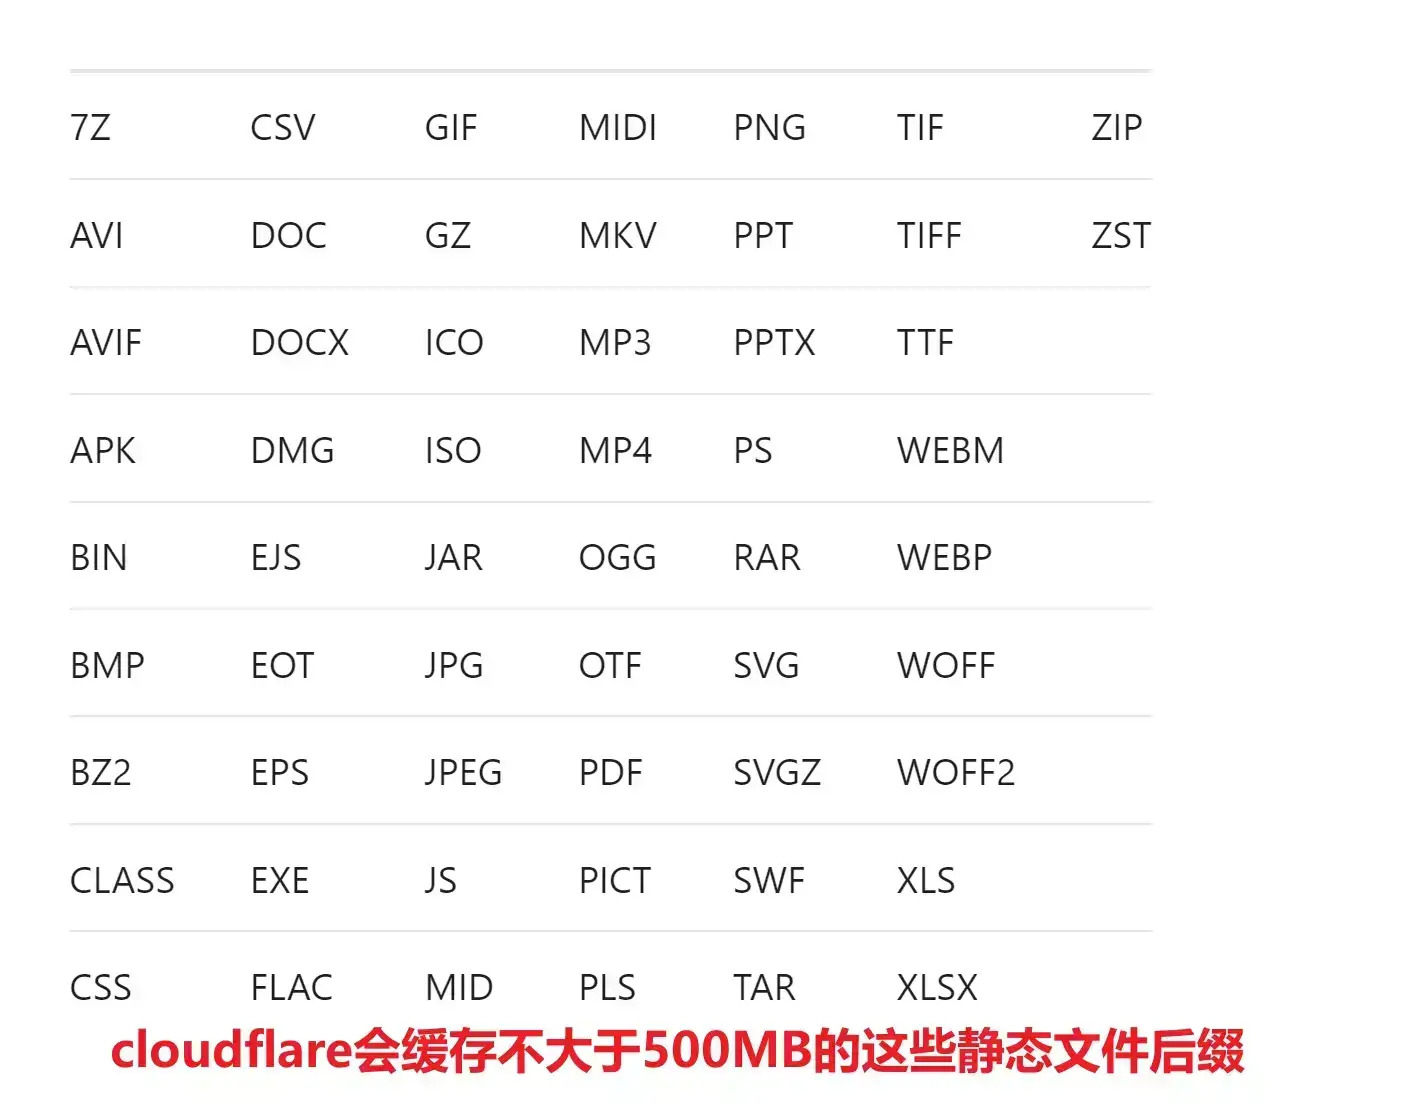 7Z CSV GIF MIDI PNG TIF ZIP
AVI DOC GZ MKV PPT TIFF ZST
AVIF DOCX ICO MP3 PPTX TTF
APK DMG ISO MP4 PS WEBM
BIN EJS JAR OGG RAR WEBP
BMP EOT JPG OTF SVG WOFF
BZ2 EPS JPEG PDF SVGZ WOFF2
CLASS EXE JS PICT SWF XLS
CSS FLAC MID PLS TAR XLSX
cloudflare会缓存不大于500MB的这些静态文件后缀